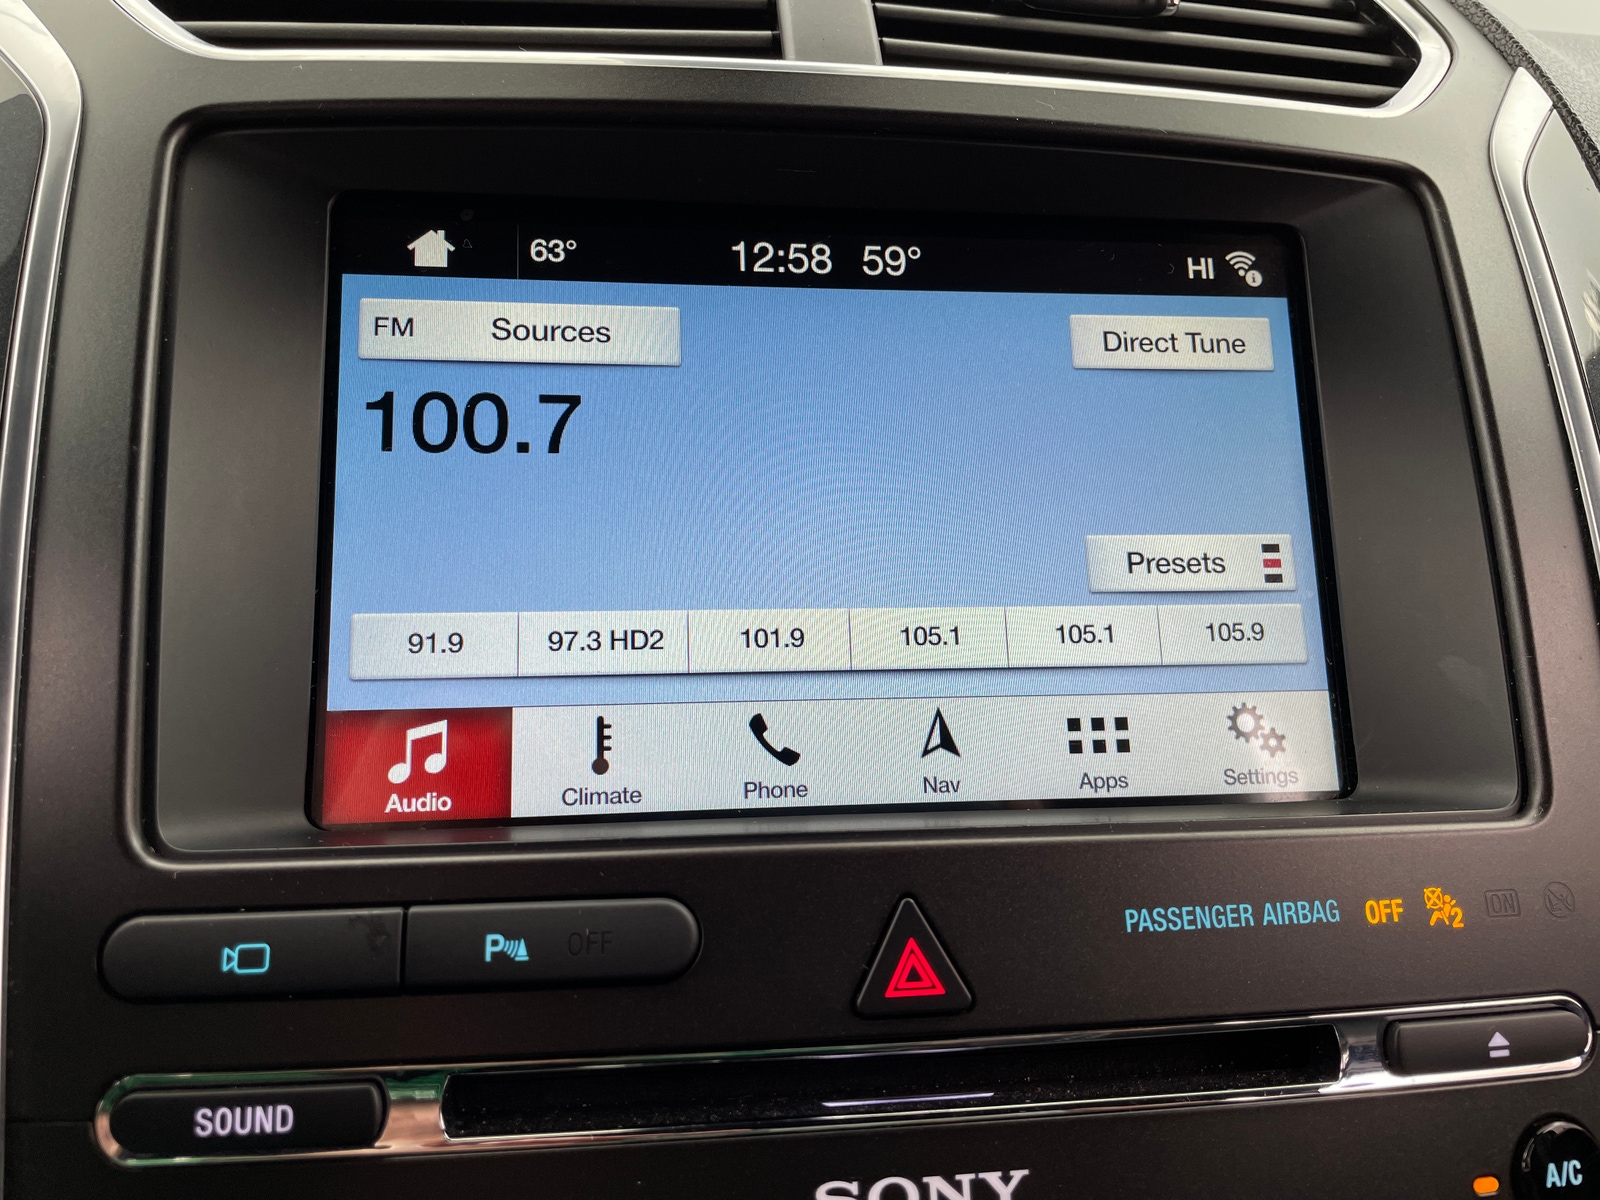 63° 12:58 59° HI
FM Sources Direct Tune
100.7
Presets
91.9 97.3 HD2 101.9 105.1 105.1 105.9
Audio Climate Phone Nav Apps Settings
PASSENGER AIRBAG OFF 2 ON
P OFF
SOUND
SONY
A/C